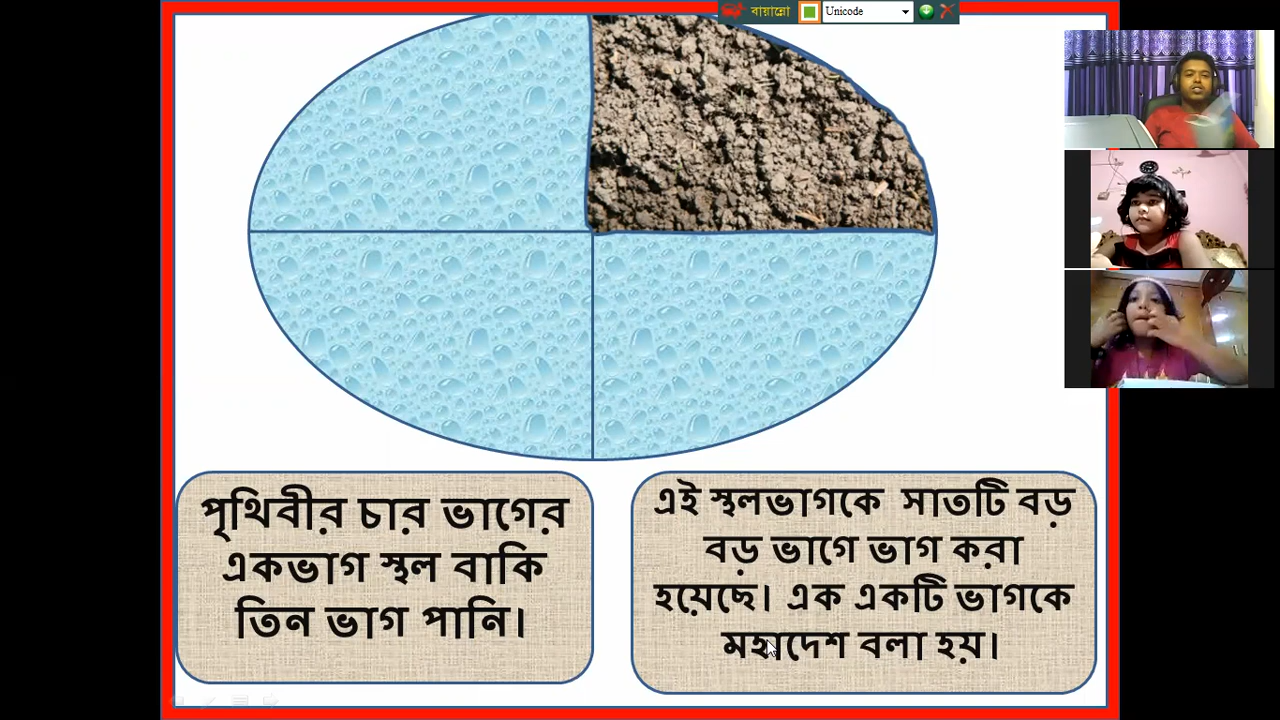 বায়ান্নো Unicode
পৃথিবীর চার ভাগের
একভাগ স্থল বাকি
তিন ভাগ পানি।
এই স্থলভাগকে সাতটি বড়
বড় ভাগে ভাগ করা
হয়েছে। এক একটি ভাগকে
মহাদেশ বলা হয়।